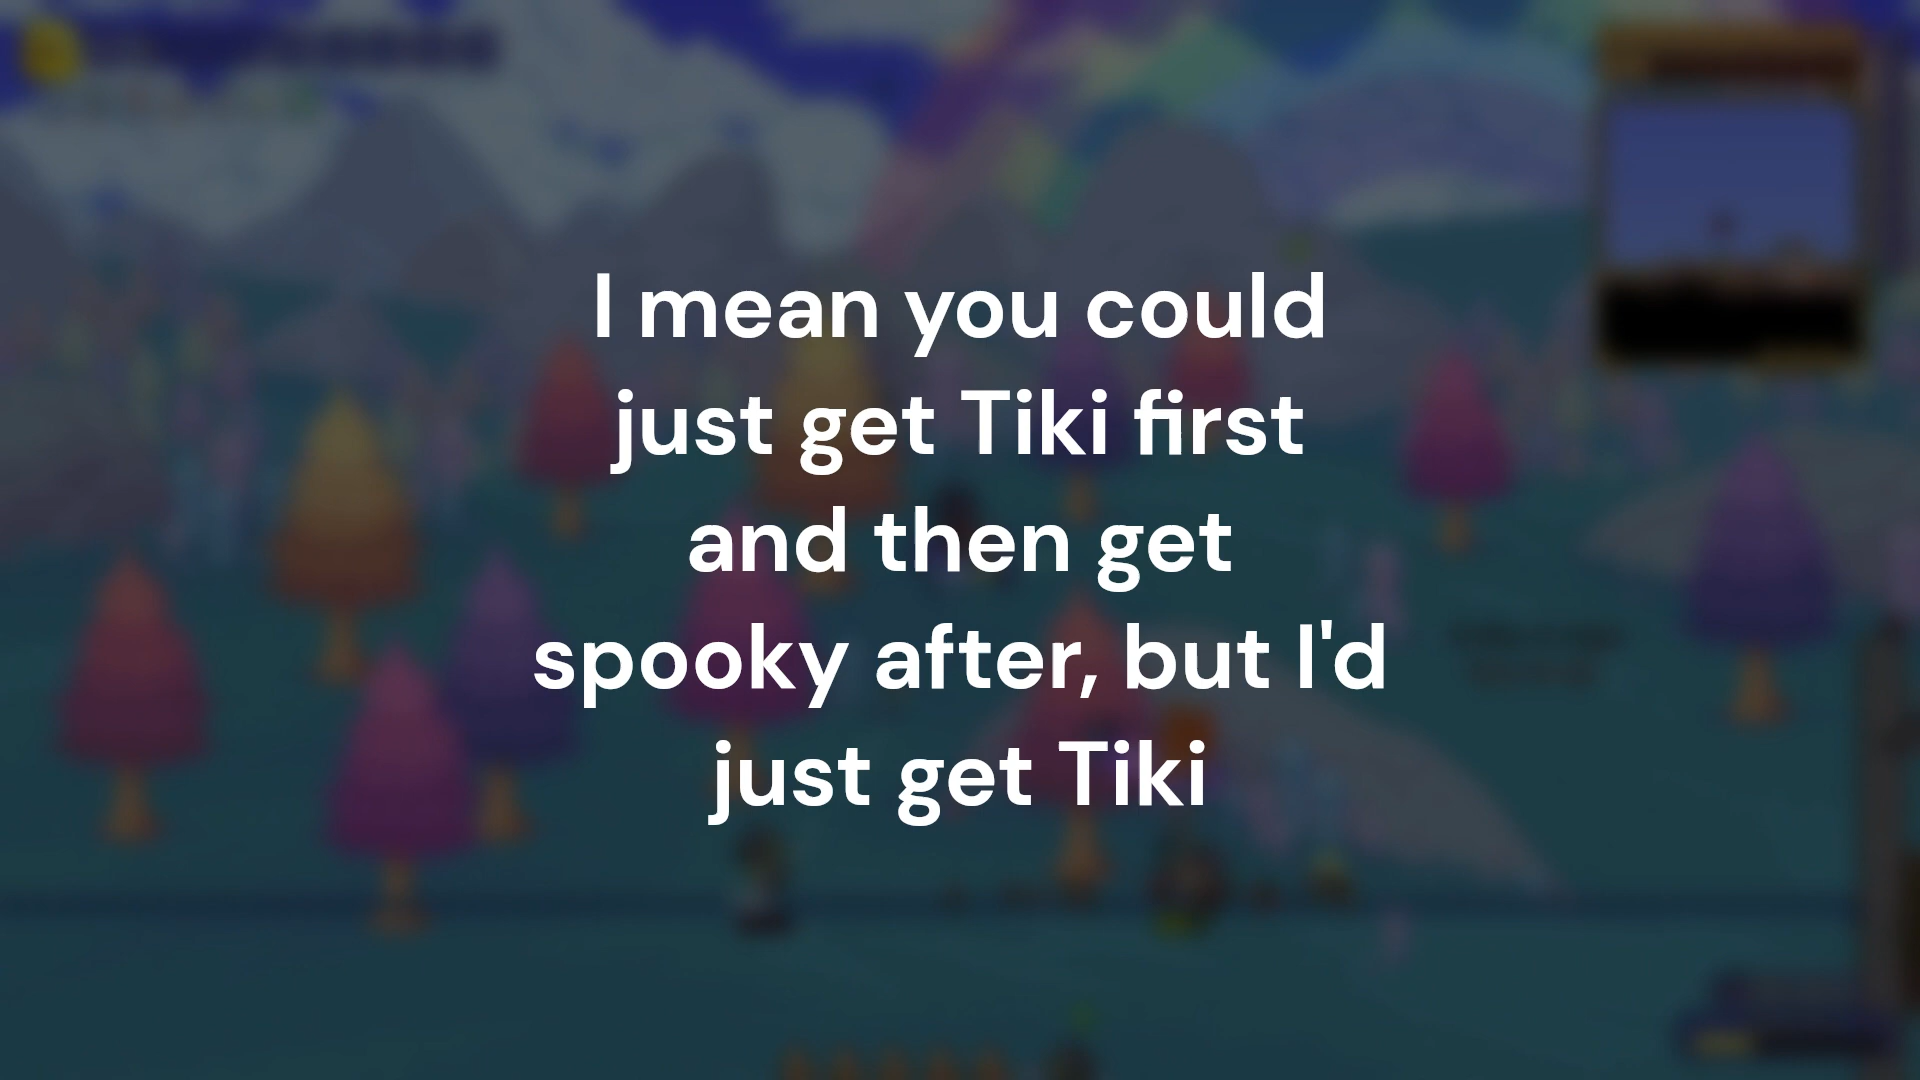 I mean you could
just get Tiki first
and then get
spooky after, but I'd
just get Tiki